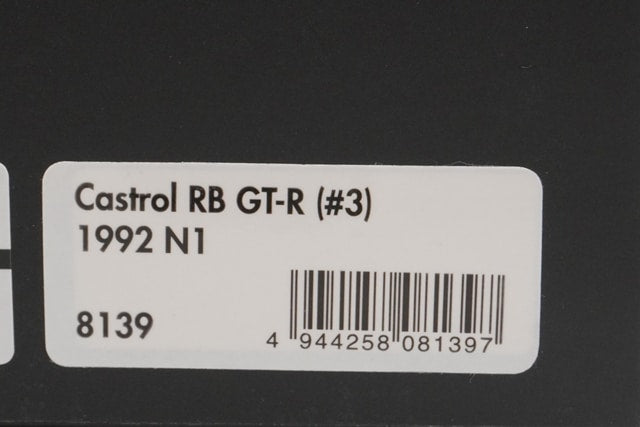 Castrol RB GT-R (#3)
1992 N1
8139
4 944258 081397